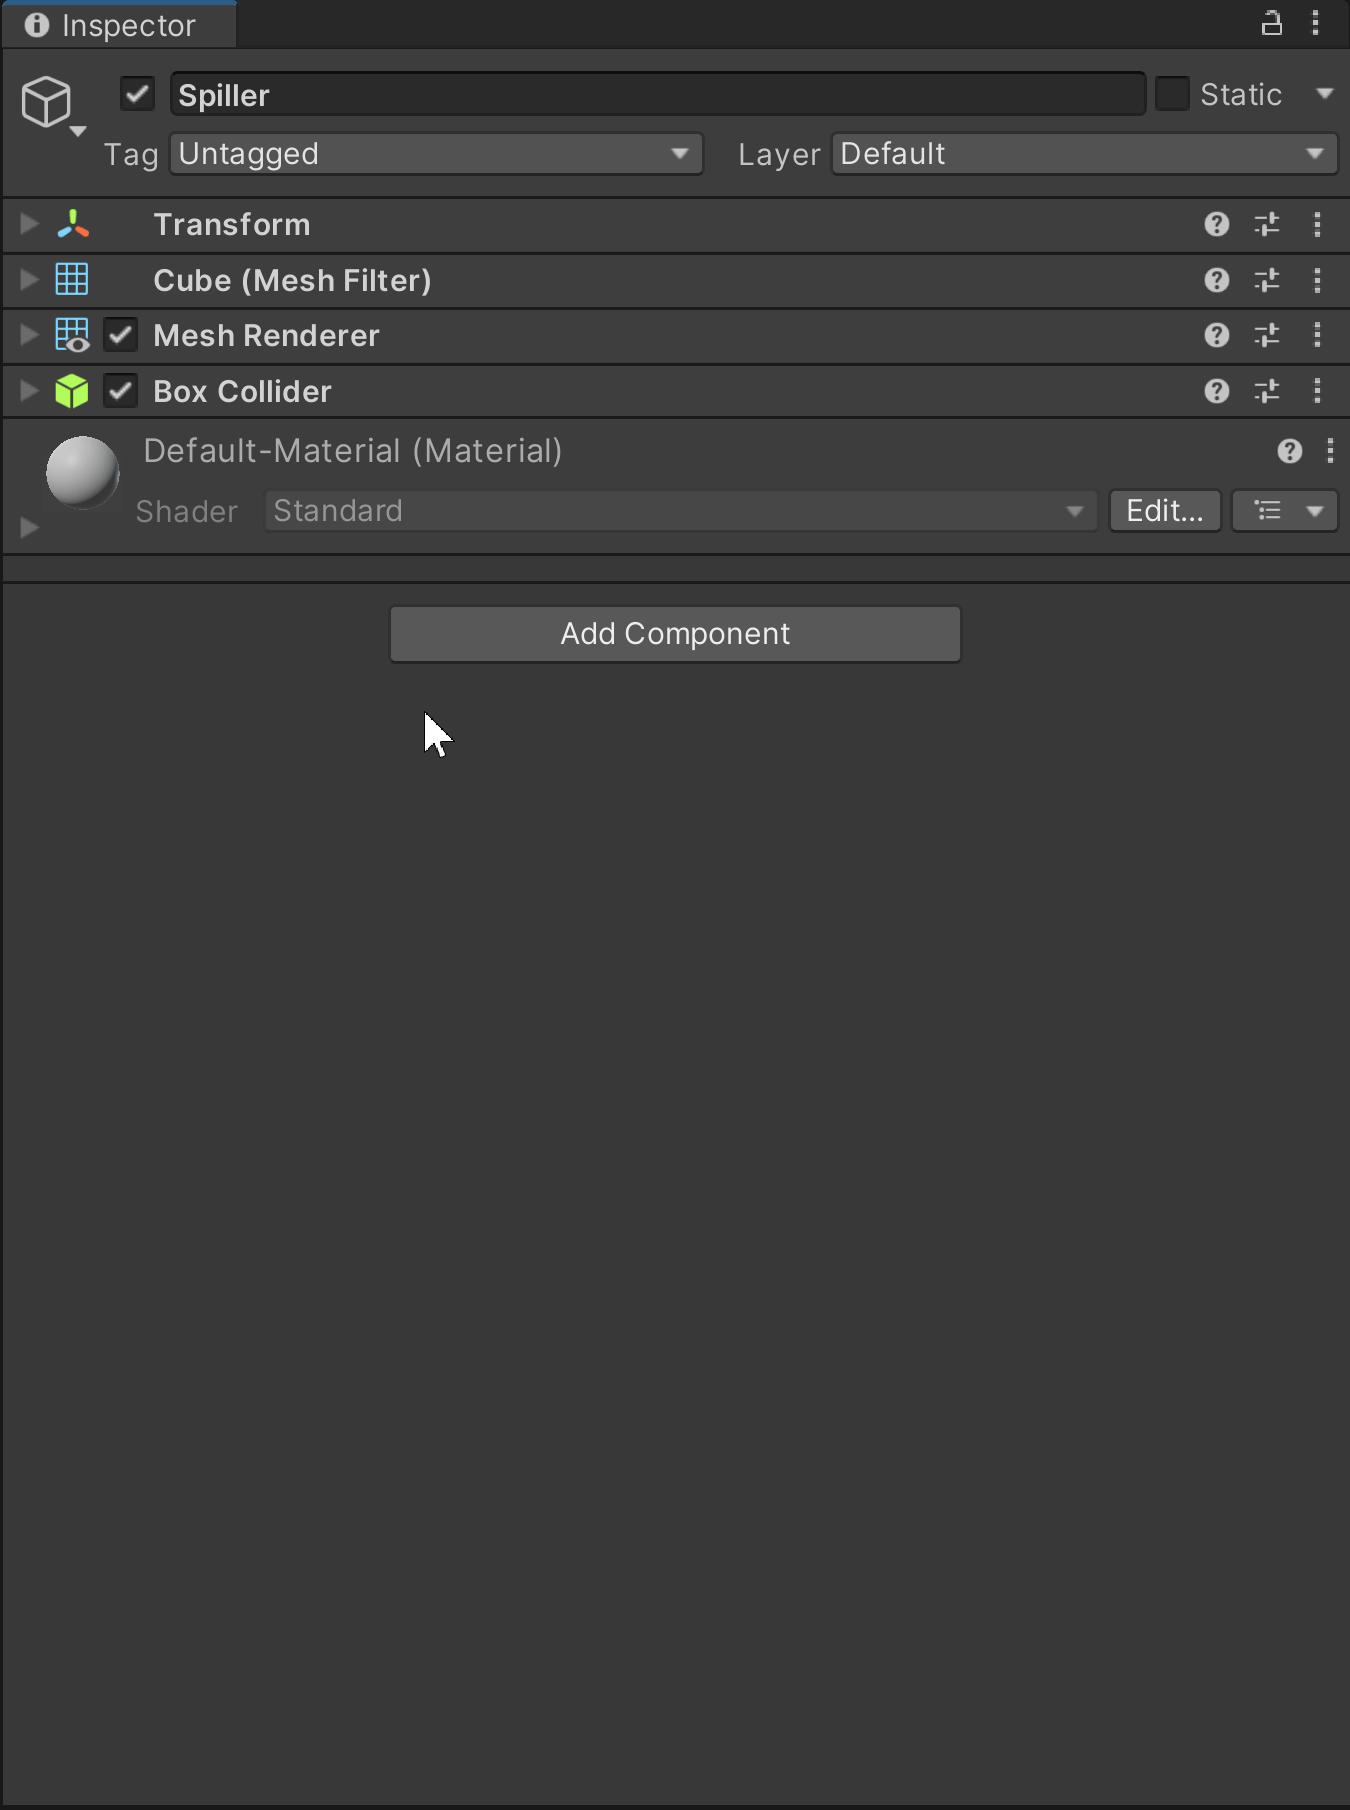 Inspector
Spiller
Static
Tag Untagged Layer Default
Transform
Cube (Mesh Filter)
Mesh Renderer
Box Collider
Default-Material (Material)
Shader Standard Edit...
Add Component